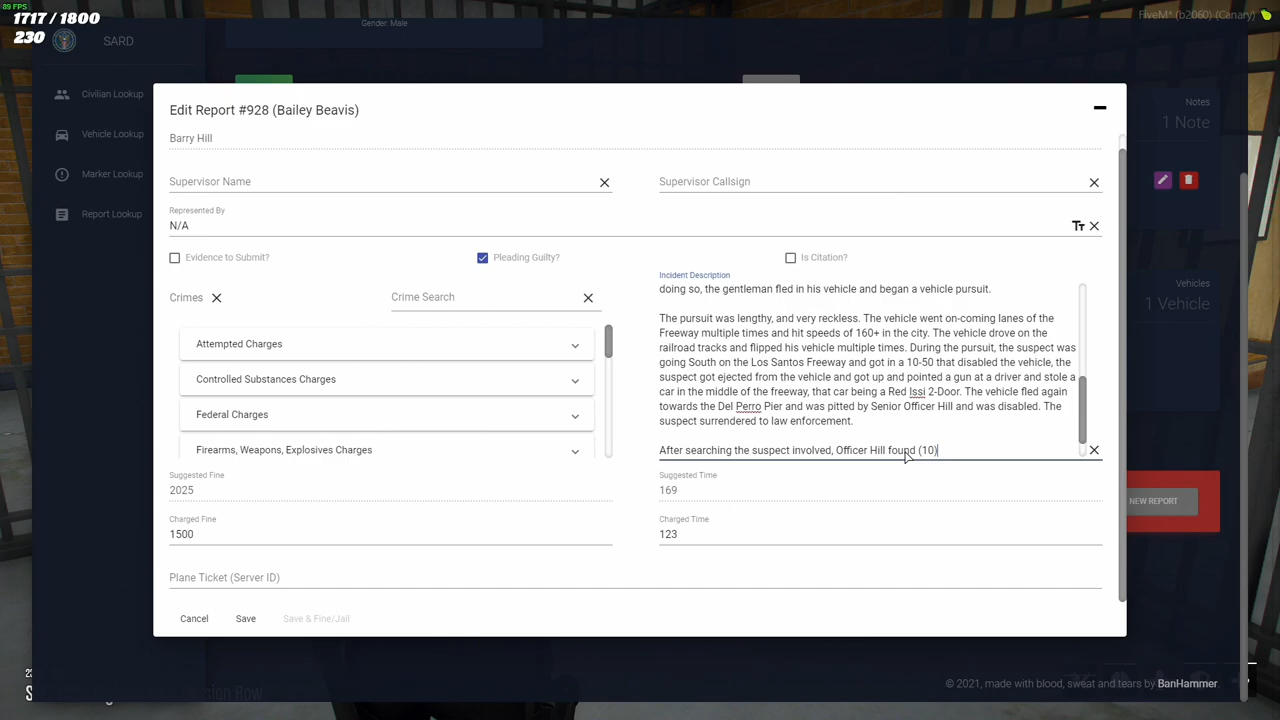 89 FPS
1717 / 1800
230
FiveM* (b2060) (Canary)
SARD
Gender: Male
Civilian Lookup
Vehicle Lookup
Marker Lookup
Report Lookup
Notes
1 Note
Vehicles
1 Vehicle
NEW REPORT
Edit Report #928 (Bailey Beavis)
Barry Hill
Supervisor Name
Supervisor Callsign
Represented By
N/A
Evidence to Submit?
Pleading Guilty?
Is Citation?
Crimes
Crime Search
Attempted Charges
Controlled Substances Charges
Federal Charges
Firearms, Weapons, Explosives Charges
Incident Description
doing so, the gentleman fled in his vehicle and began a vehicle pursuit.
The pursuit was lengthy, and very reckless. The vehicle went on-coming lanes of the
Freeway multiple times and hit speeds of 160+ in the city. The vehicle drove on the
railroad tracks and flipped his vehicle multiple times. During the pursuit, the suspect was
going South on the Los Santos Freeway and got in a 10-50 that disabled the vehicle, the
suspect got ejected from the vehicle and got up and pointed a gun at a driver and stole a
car in the middle of the freeway, that car being a Red Issi 2-Door. The vehicle fled again
towards the Del Perro Pier and was pitted by Senior Officer Hill and was disabled. The
suspect surrendered to law enforcement.
After searching the suspect involved, Officer Hill found (10)
Suggested Fine
2025
Suggested Time
169
Charged Fine
1500
Charged Time
123
Plane Ticket (Server ID)
Cancel
Save
Save & Fine/Jail
© 2021, made with blood, sweat and tears by BanHammer.